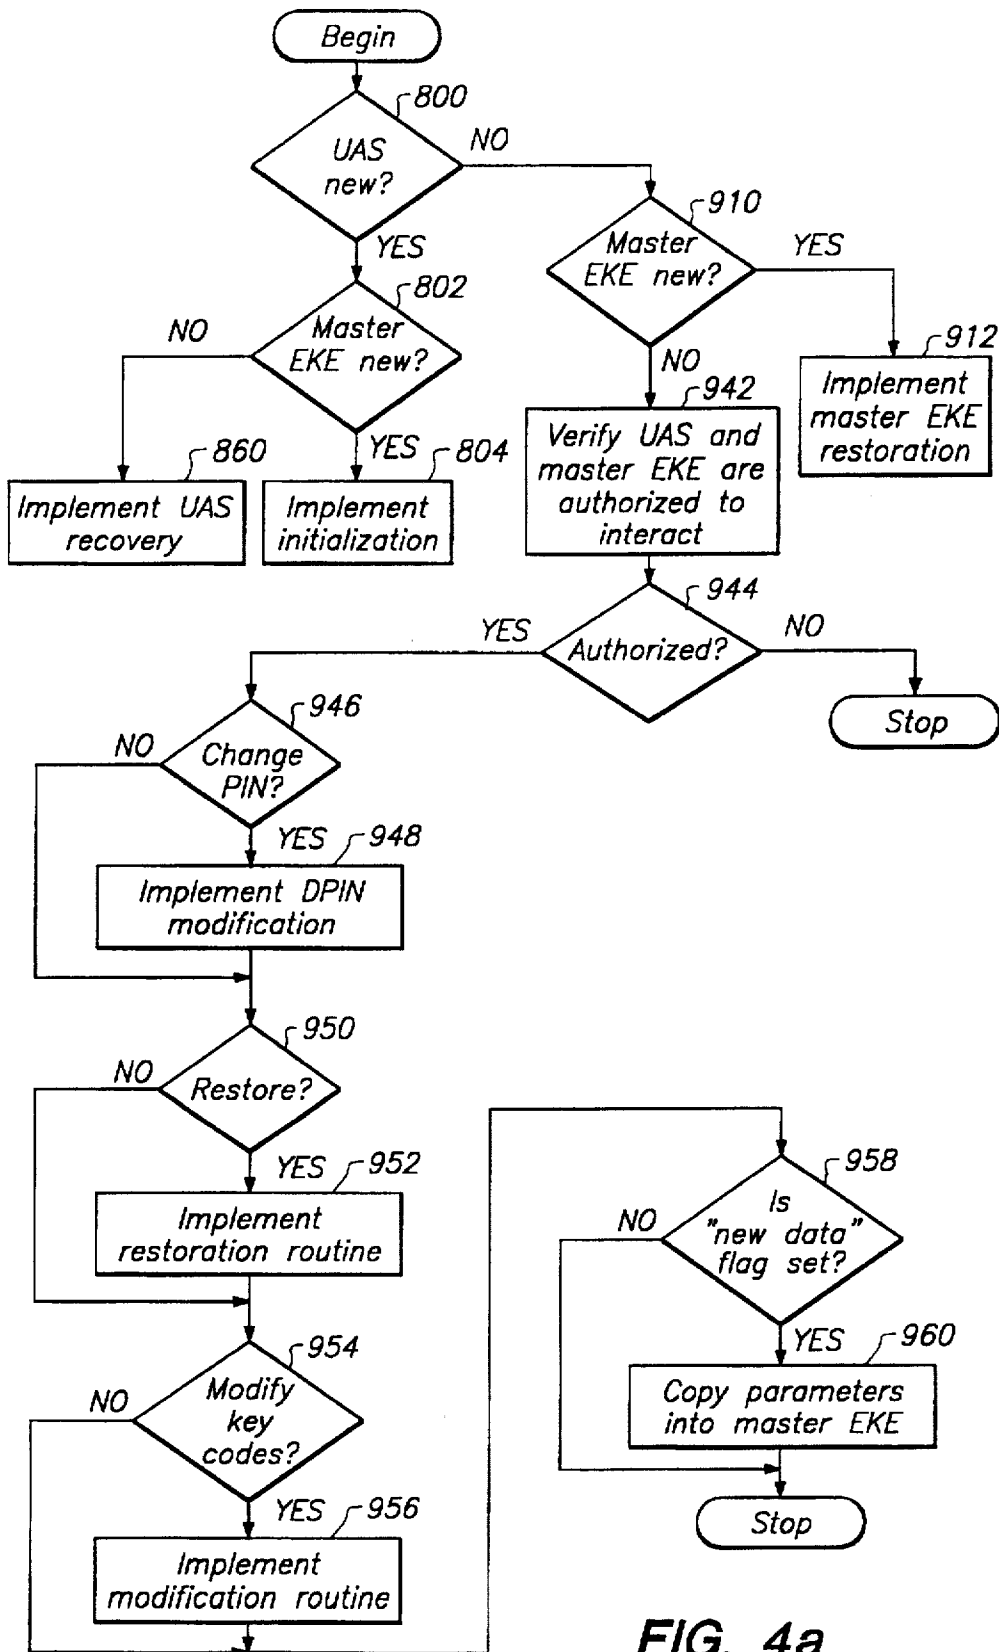 Begin
800
UAS
new?
NO
YES
910
Master
EKE new?
YES
NO
802
Master
EKE new?
NO
YES
912
Implement
master EKE
restoration
942
Verify UAS and
master EKE are
authorized to
interact
860
Implement UAS
recovery
804
Implement
initialization
944
Authorized?
YES
NO
Stop
946
Change
PIN?
NO
YES
948
Implement DPIN
modification
950
Restore?
NO
YES
952
Implement
restoration routine
954
Modify
key
codes?
NO
YES
956
Implement
modification routine
958
Is
"new data"
flag set?
NO
YES
960
Copy parameters
into master EKE
Stop
FIG. 4a